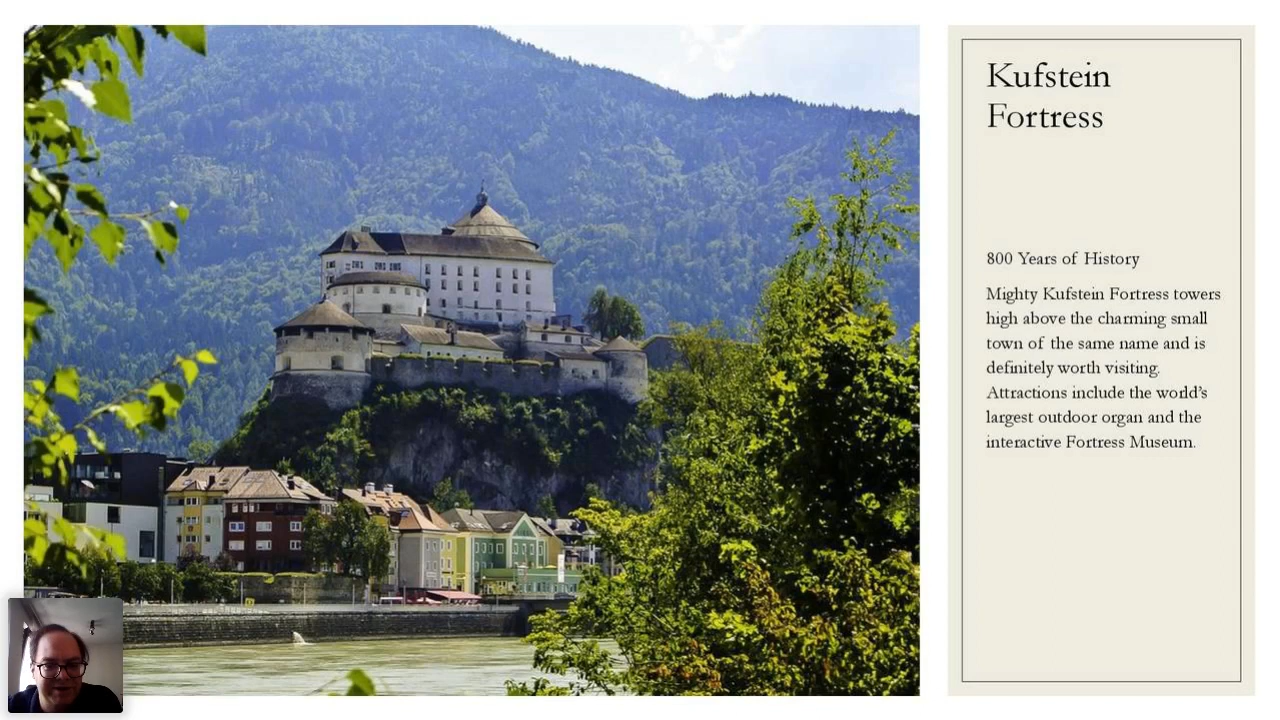 Kufstein
Fortress
800 Years of History
Mighty Kufstein Fortress towers
high above the charming small
town of the same name and is
definitely worth visiting.
Attractions include the world's
largest outdoor organ and the
interactive Fortress Museum.